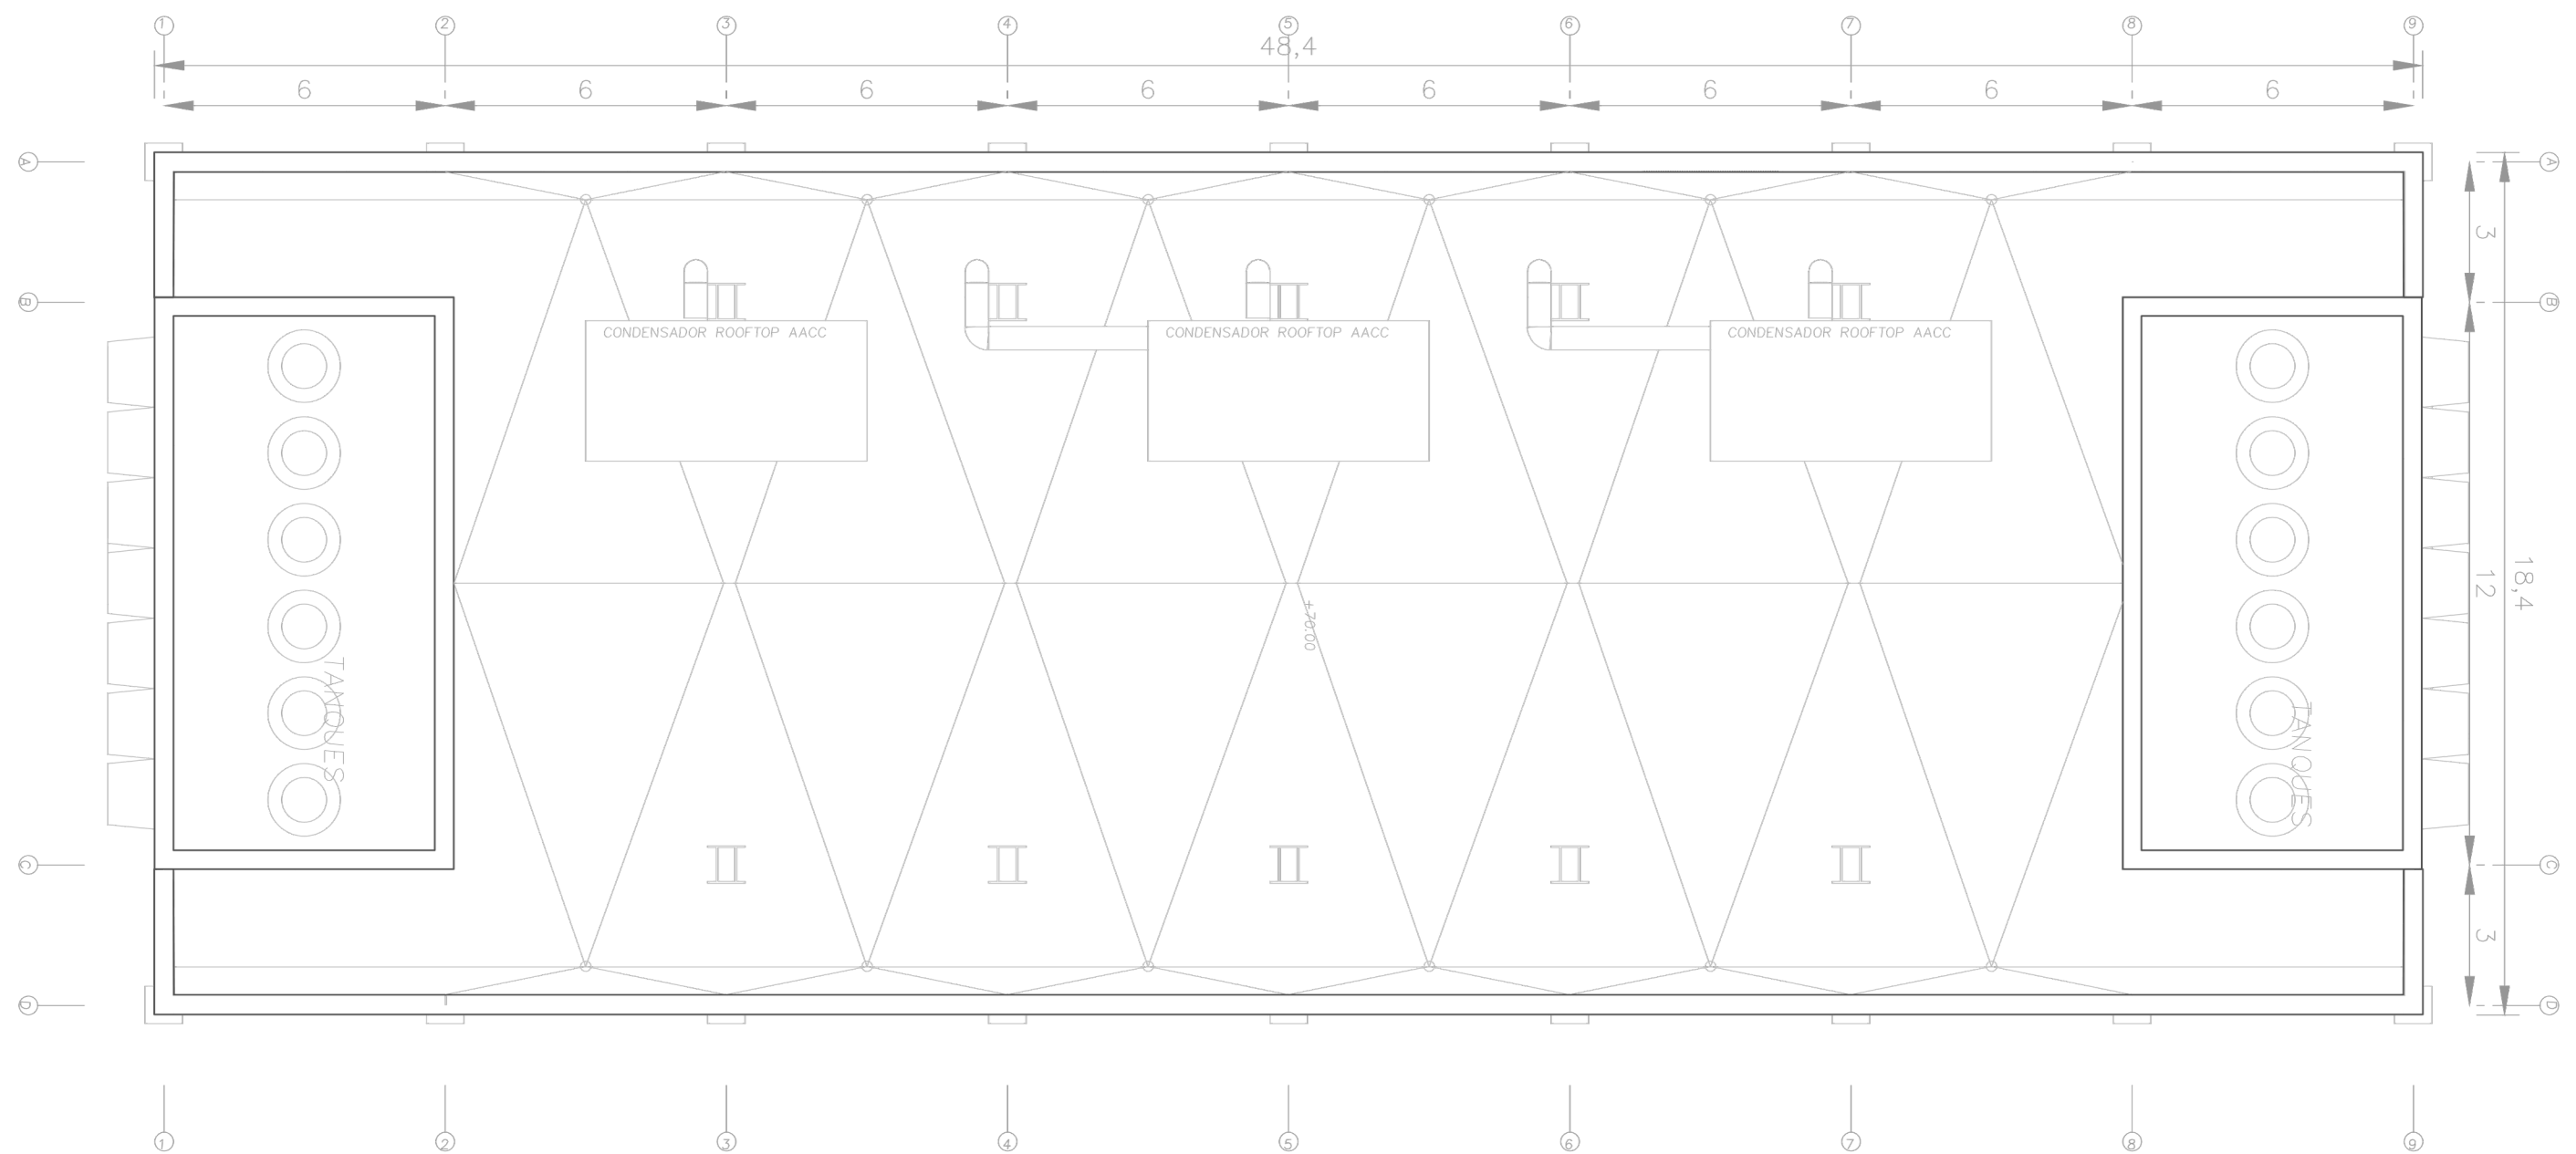 1 2 3 4 5 6 7 8 9
48,4
6 6 6 6 6 6 6 6
A A
3
B B
CONDENSADOR ROOFTOP AACC CONDENSADOR ROOFTOP AACC CONDENSADOR ROOFTOP AACC
18,4
12
+76.00
TANQUES TANQUES
C C
3
D D
1 2 3 4 5 6 7 8 9